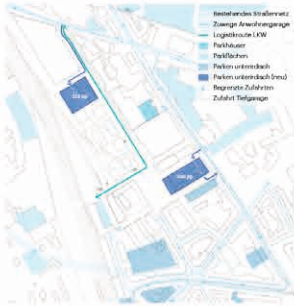 Bestehendes Straßennetz
Zuwege Anwohnergarage
Logistikroute LKW
Parkhäuser
Parkflächen
Parken unterirdisch
Parken unterirdisch (neu)
Begrenzte Zufahrten
Zufahrt Tiefgarage